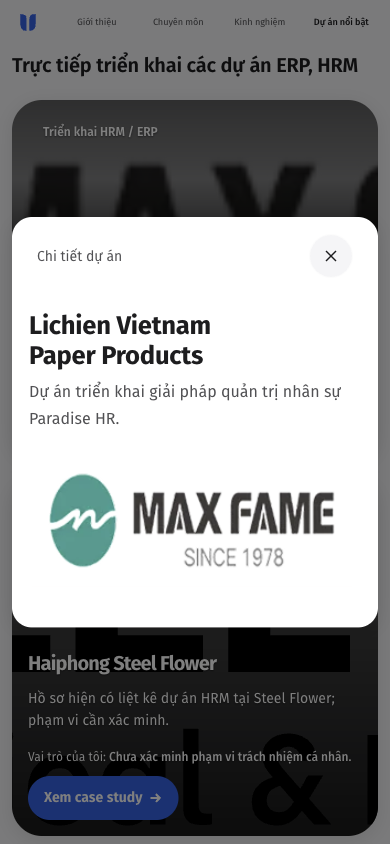 Giới thiệu Chuyên môn Kinh nghiệm Dự án nổi bật
Trực tiếp triển khai các dự án ERP, HRM
Triển khai HRM / ERP
MAX
Chi tiết dự án
Lichien Vietnam
Paper Products
Dự án triển khai giải pháp quản trị nhân sự
Paradise HR.
MAX FAME
SINCE 1978
Haiphong Steel Flower
Hồ sơ hiện có liệt kê dự án HRM tại Steel Flower;
phạm vi cần xác minh.
Vai trò của tôi: Chưa xác minh phạm vi trách nhiệm cá nhân.
Xem case study →